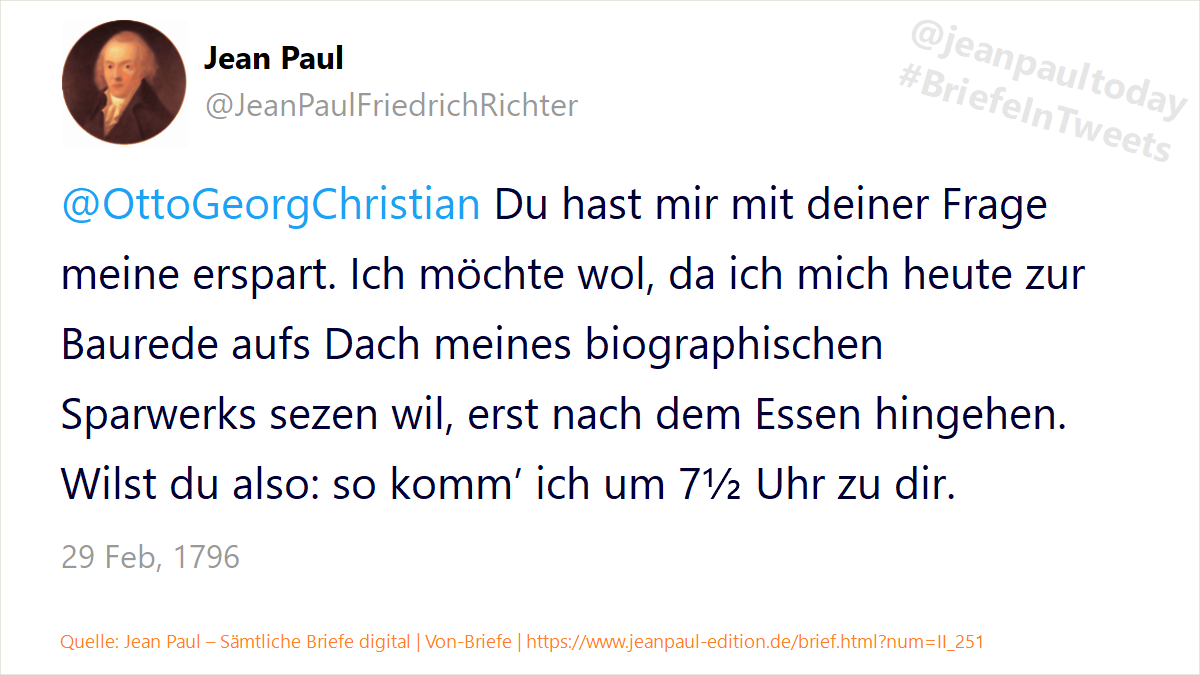 Jean Paul
@JeanPaulFriedrichRichter
@jeanpaultoday
#BriefeInTweets
@OttoGeorgChristian Du hast mir mit deiner Frage
meine erspart. Ich möchte wol, da ich mich heute zur
Baurede aufs Dach meines biographischen
Sparwerks sezen wil, erst nach dem Essen hingehen.
Wilst du also: so komm’ ich um 7½ Uhr zu dir.
29 Feb, 1796
Quelle: Jean Paul – Sämtliche Briefe digital | Von-Briefe | https://www.jeanpaul-edition.de/brief.html?num=II_251